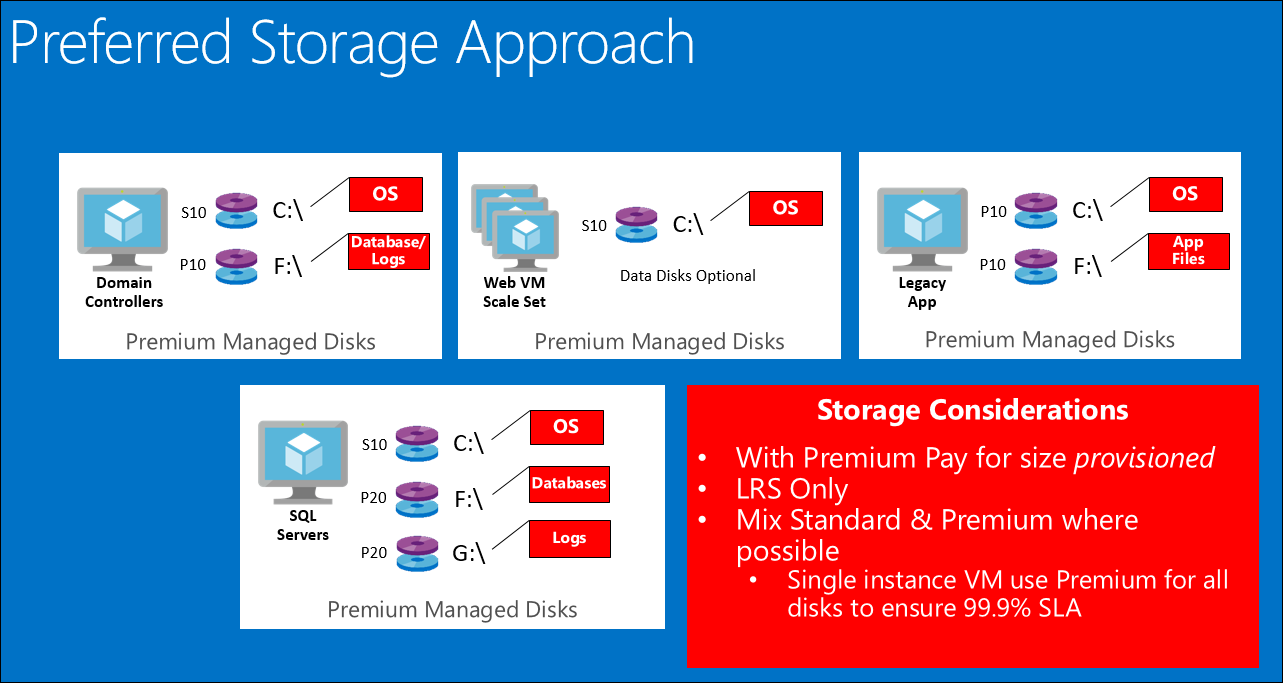 Preferred Storage Approach
S10
C:\
OS
P10
F:\
Database/
Logs
Domain
Controllers
Premium Managed Disks
S10
C:\
OS
Data Disks Optional
Web VM
Scale Set
Premium Managed Disks
P10
C:\
OS
P10
F:\
App
Files
Legacy
App
Premium Managed Disks
S10
C:\
OS
P20
F:\
Databases
SQL
Servers
P20
G:\
Logs
Premium Managed Disks
Storage Considerations
• With Premium Pay for size provisioned
• LRS Only
• Mix Standard & Premium where
possible
• Single instance VM use Premium for all
disks to ensure 99.9% SLA